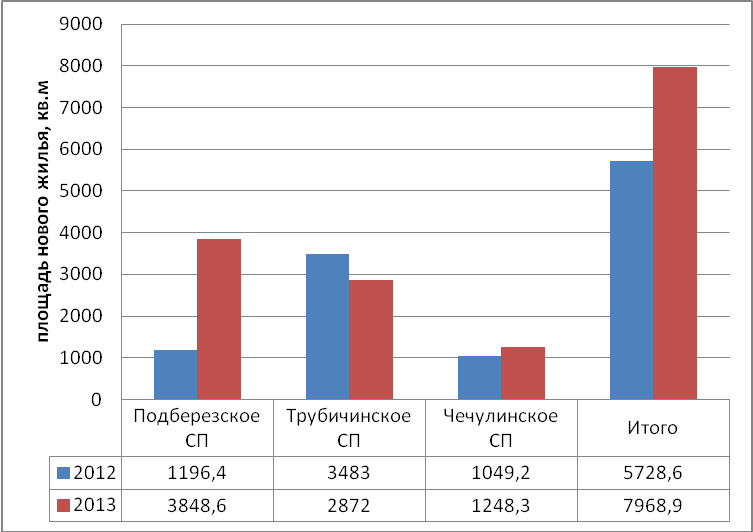 площадь нового жилья, кв.м
9000
8000
7000
6000
5000
4000
3000
2000
1000
0
Подберезское СП Трубичинское СП Чечулинское СП Итого
2012 1196,4 3483 1049,2 5728,6
2013 3848,6 2872 1248,3 7968,9